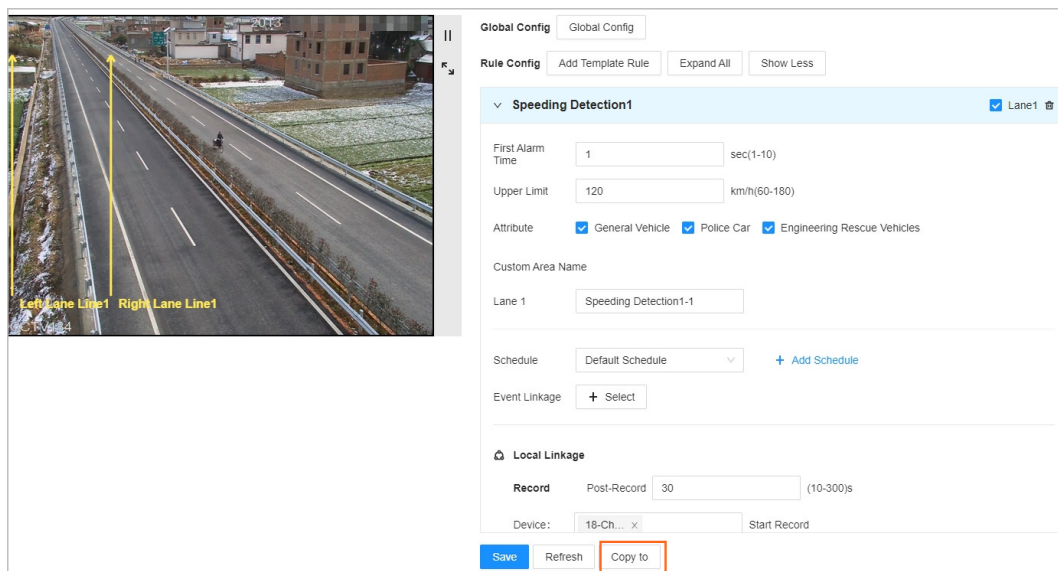 2013
Left Lane Line1 Right Lane Line1
Global Config Global Config
Rule Config Add Template Rule Expand All Show Less
Speeding Detection1 Lane1
First Alarm
Time
1 sec(1-10)
Upper Limit 120 km/h(60-180)
Attribute General Vehicle Police Car Engineering Rescue Vehicles
Custom Area Name
Lane 1 Speeding Detection1-1
Schedule Default Schedule + Add Schedule
Event Linkage + Select
Local Linkage
Record Post-Record 30 (10-300)s
Device: 18-Ch... × Start Record
Save Refresh Copy to